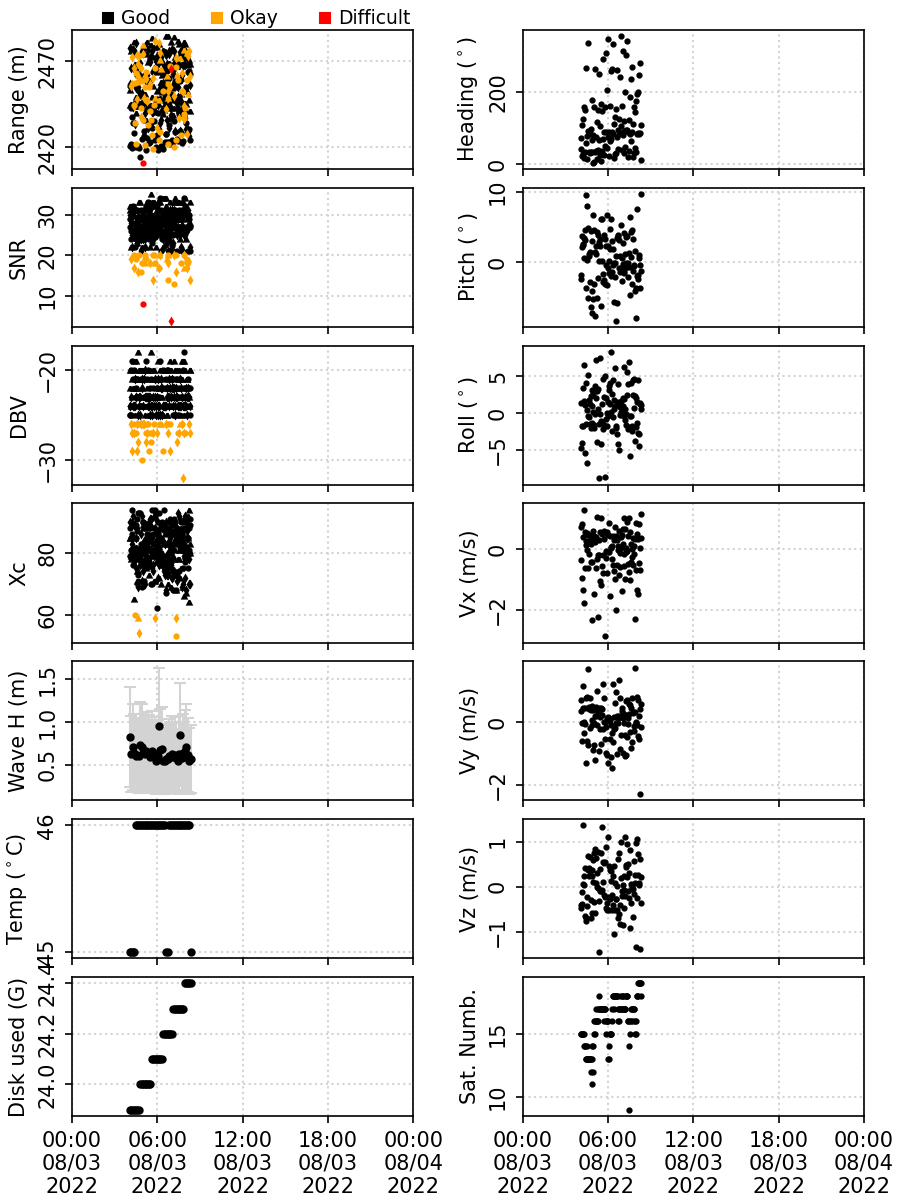 Good Okay Difficult
Range (m)
2470
2420
Heading (°)
200
0
SNR
30
20
10
Pitch (°)
10
0
DBV
−20
−30
Roll (°)
5
0
−5
Xc
80
60
Vx (m/s)
0
−2
Wave H (m)
1.5
1.0
0.5
Vy (m/s)
0
−2
Temp (°C)
46
45
Vz (m/s)
1
0
−1
Disk used (G)
24.4
24.2
24.0
Sat. Numb.
15
10
00:00 06:00 12:00 18:00 00:00
08/03 08/03 08/03 08/03 08/04
2022 2022 2022 2022 2022
00:00 06:00 12:00 18:00 00:00
08/03 08/03 08/03 08/03 08/04
2022 2022 2022 2022 2022